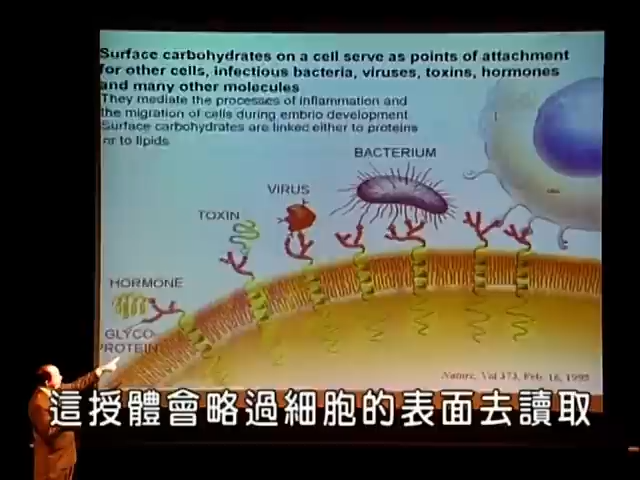 Surface carbohydrates on a cell serve as points of attachment
for other cells, infectious bacteria, viruses, toxins, hormones
and many other molecules
They mediate the processes of inflammation and
the migration of cells during embrio development
Surface carbohydrates are linked either to proteins
or to lipids
BACTERIUM
VIRUS
TOXIN
HORMONE
GLYCO
PROTEIN
Nature, Vol 373, Feb. 16, 1995
這授體會略過細胞的表面去讀取